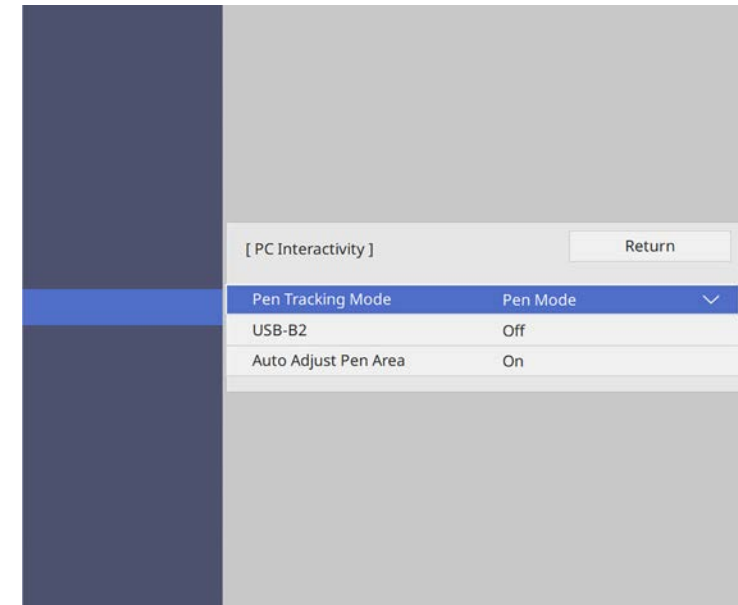 [ PC Interactivity ] Return
Pen Tracking Mode Pen Mode
USB-B2 Off
Auto Adjust Pen Area On